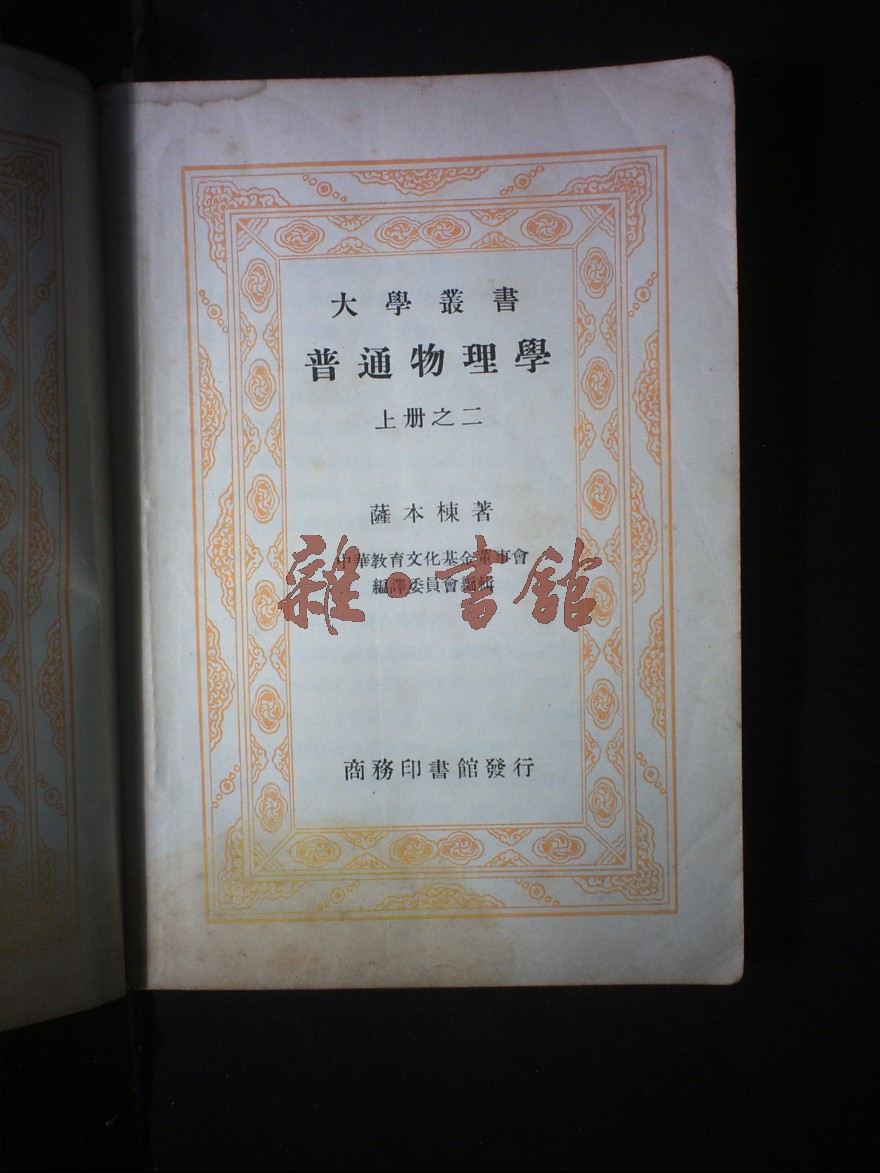 大學叢書
普通物理學
上册之二
薩本棟著
中華教育文化基金董事會
編譯委員會編輯
雜·書館
商務印書館發行